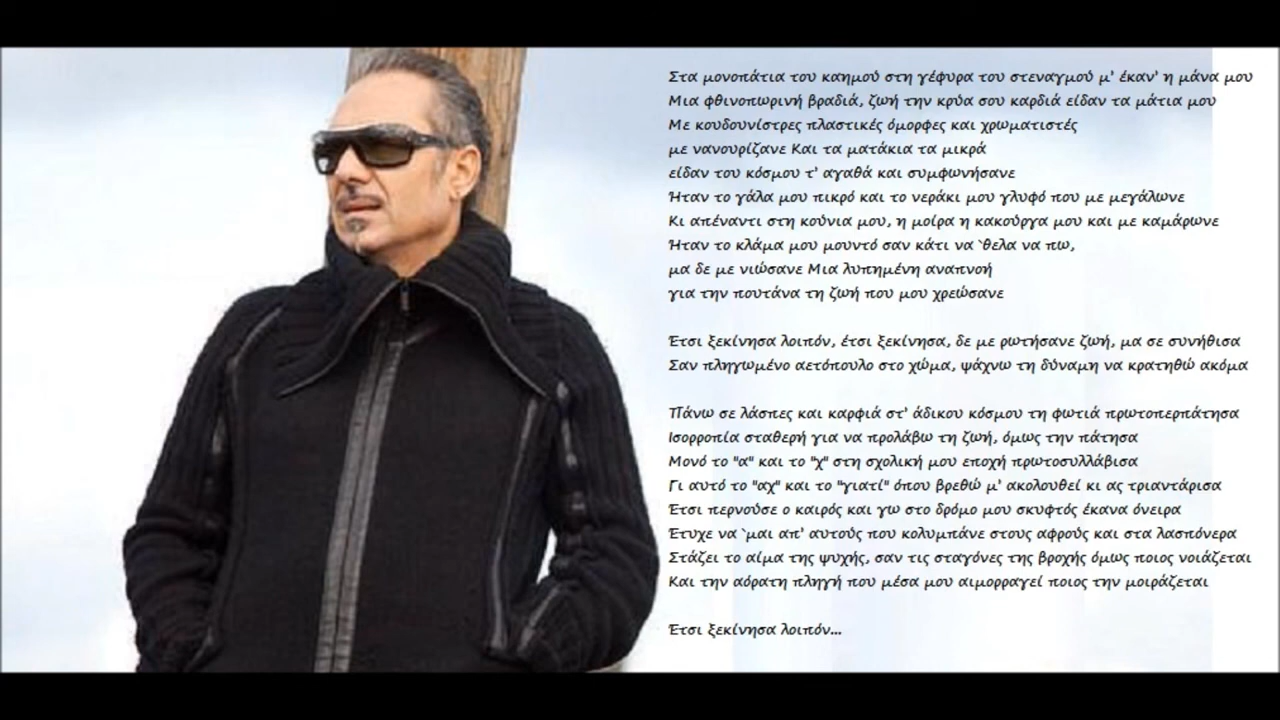 Στα μονοπάτια του καημού στη γέφυρα του στεναγμού μ' έκαν' η μάνα μου
Μια φθινοπωρινή βραδιά, ζωή την κρύα σου καρδιά είδαν τα μάτια μου
Με κουδουνίστρες πλαστικές όμορφες και χρωματιστές
με νανουρίζανε Και τα ματάκια τα μικρά
είδαν του κόσμου τ' αγαθά και συμφωνήσανε
Ήταν το γάλα μου πικρό και το νεράκι μου γλυφό που με μεγάλωνε
Κι απέναντι στη κούνια μου, η μοίρα η κακούργα μου και με καμάρωνε
Ήταν το κλάμα μου μουντό σαν κάτι να `θελα να πω,
μα δε με νιώσανε Μια λυπημένη αναπνοή
για την πουτάνα τη ζωή που μου χρεώσανε
Έτσι ξεκίνησα λοιπόν, έτσι ξεκίνησα, δε με ρωτήσανε ζωή, μα σε συνήθισα
Σαν πληγωμένο αετόπουλο στο χώμα, ψάχνω τη δύναμη να κρατηθώ ακόμα
Πάνω σε λάσπες και καρφιά στ' άδικου κόσμου τη φωτιά πρωτοπερπάτησα
Ισορροπία σταθερή για να προλάβω τη ζωή, όμως την πάτησα
Μονό το "α" και το "χ" στη σχολική μου εποχή πρωτοσυλλάβισα
Γι αυτό το "αχ" και το "γιατί" όπου βρεθώ μ' ακολουθεί κι ας τριαντάρισα
Έτσι περνούσε ο καιρός και γω στο δρόμο μου σκυφτός έκανα όνειρα
Έτυχε να `μαι απ' αυτούς που κολυμπάνε στους αφρούς και στα λασπόνερα
Στάζει το αίμα της ψυχής, σαν τις σταγόνες της βροχής όμως ποιος νοιάζεται
Και την αόρατη πληγή που μέσα μου αιμορραγεί ποιος την μοιράζεται
Έτσι ξεκίνησα λοιπόν...